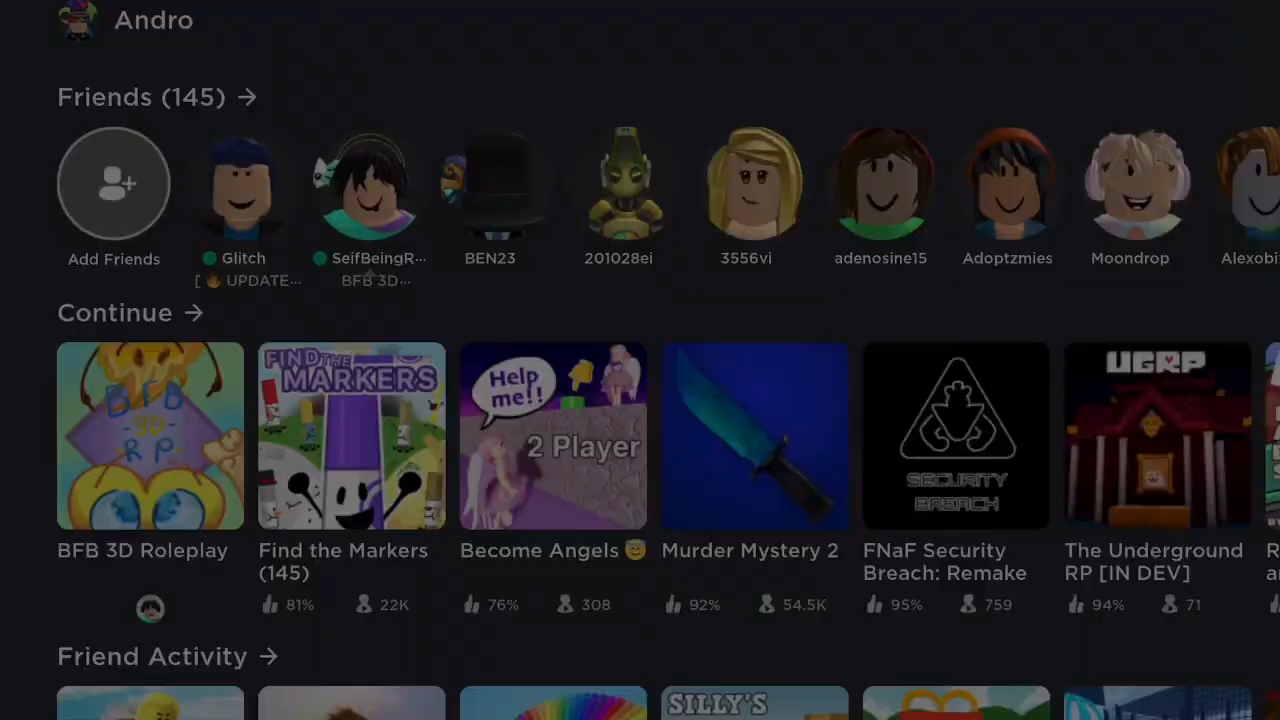 Andro
Friends (145) →
Add Friends
Glitch
SeifBeingR...
BEN23
201028ei
3556vi
adenosine15
Adoptzmies
Moondrop
Alexobi
[ 🔥 UPDATE...
BFB 3D...
Continue →
BFB
-3D-
RP
FIND THE
MARKERS
Help
me!!
2 Player
SECURITY
BREACH
UGRP
BFB 3D Roleplay
Find the Markers
(145)
Become Angels 😇
Murder Mystery 2
FNaF Security
Breach: Remake
The Underground
RP [IN DEV]
81%
22K
76%
308
92%
54.5K
95%
759
94%
71
Friend Activity →
SILLY'S